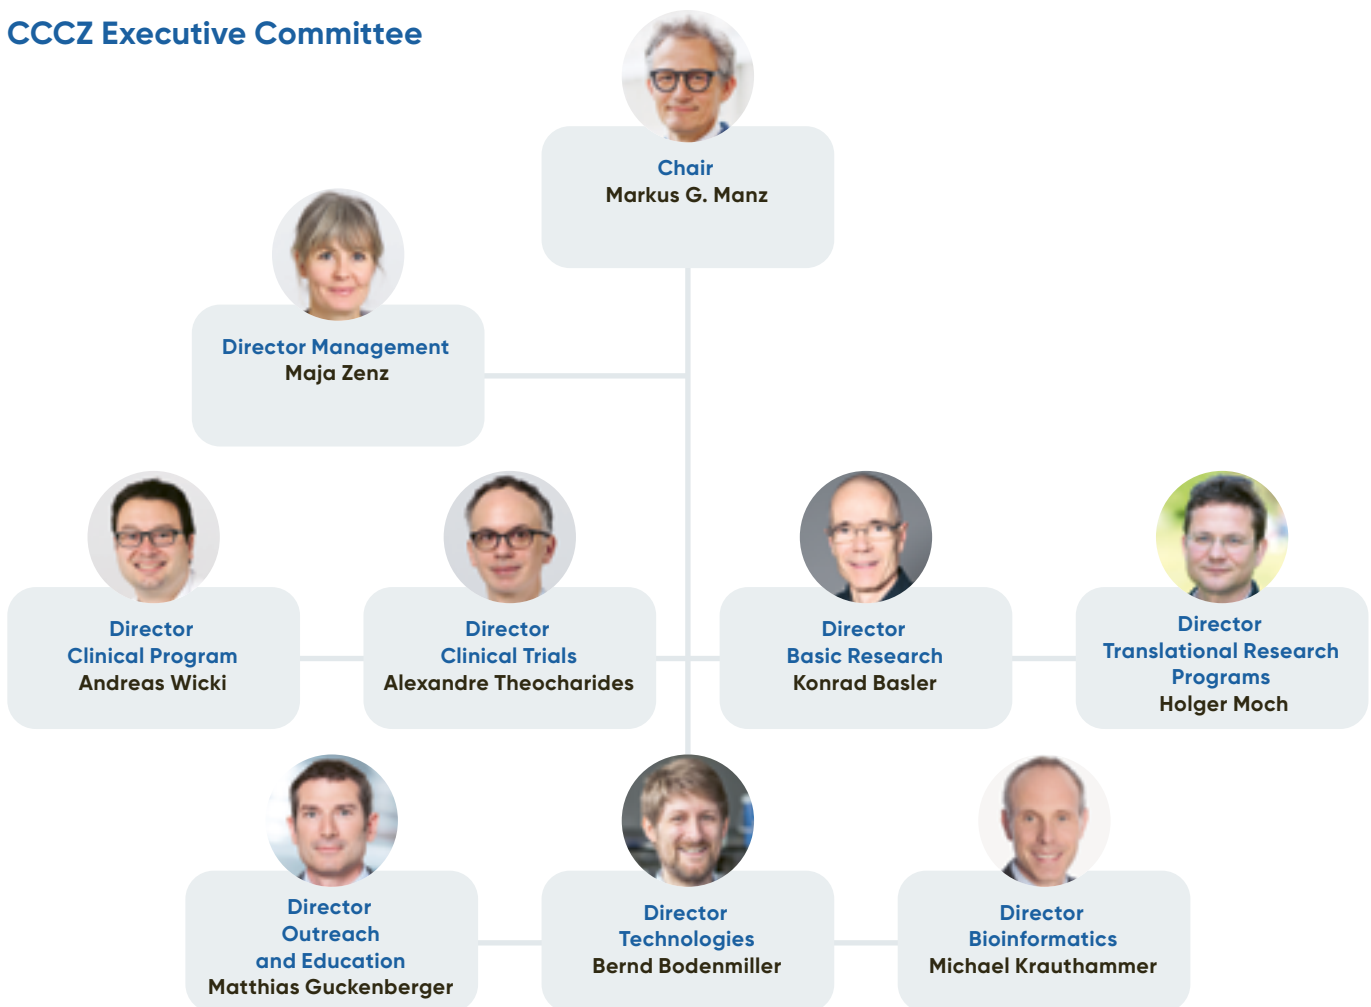 CCCZ Executive Committee
Chair
Markus G. Manz
Director Management
Maja Zenz
Director
Clinical Program
Andreas Wicki
Director
Clinical Trials
Alexandre Theocharides
Director
Basic Research
Konrad Basler
Director
Translational Research
Programs
Holger Moch
Director
Outreach
and Education
Matthias Guckenberger
Director
Technologies
Bernd Bodenmiller
Director
Bioinformatics
Michael Krauthammer